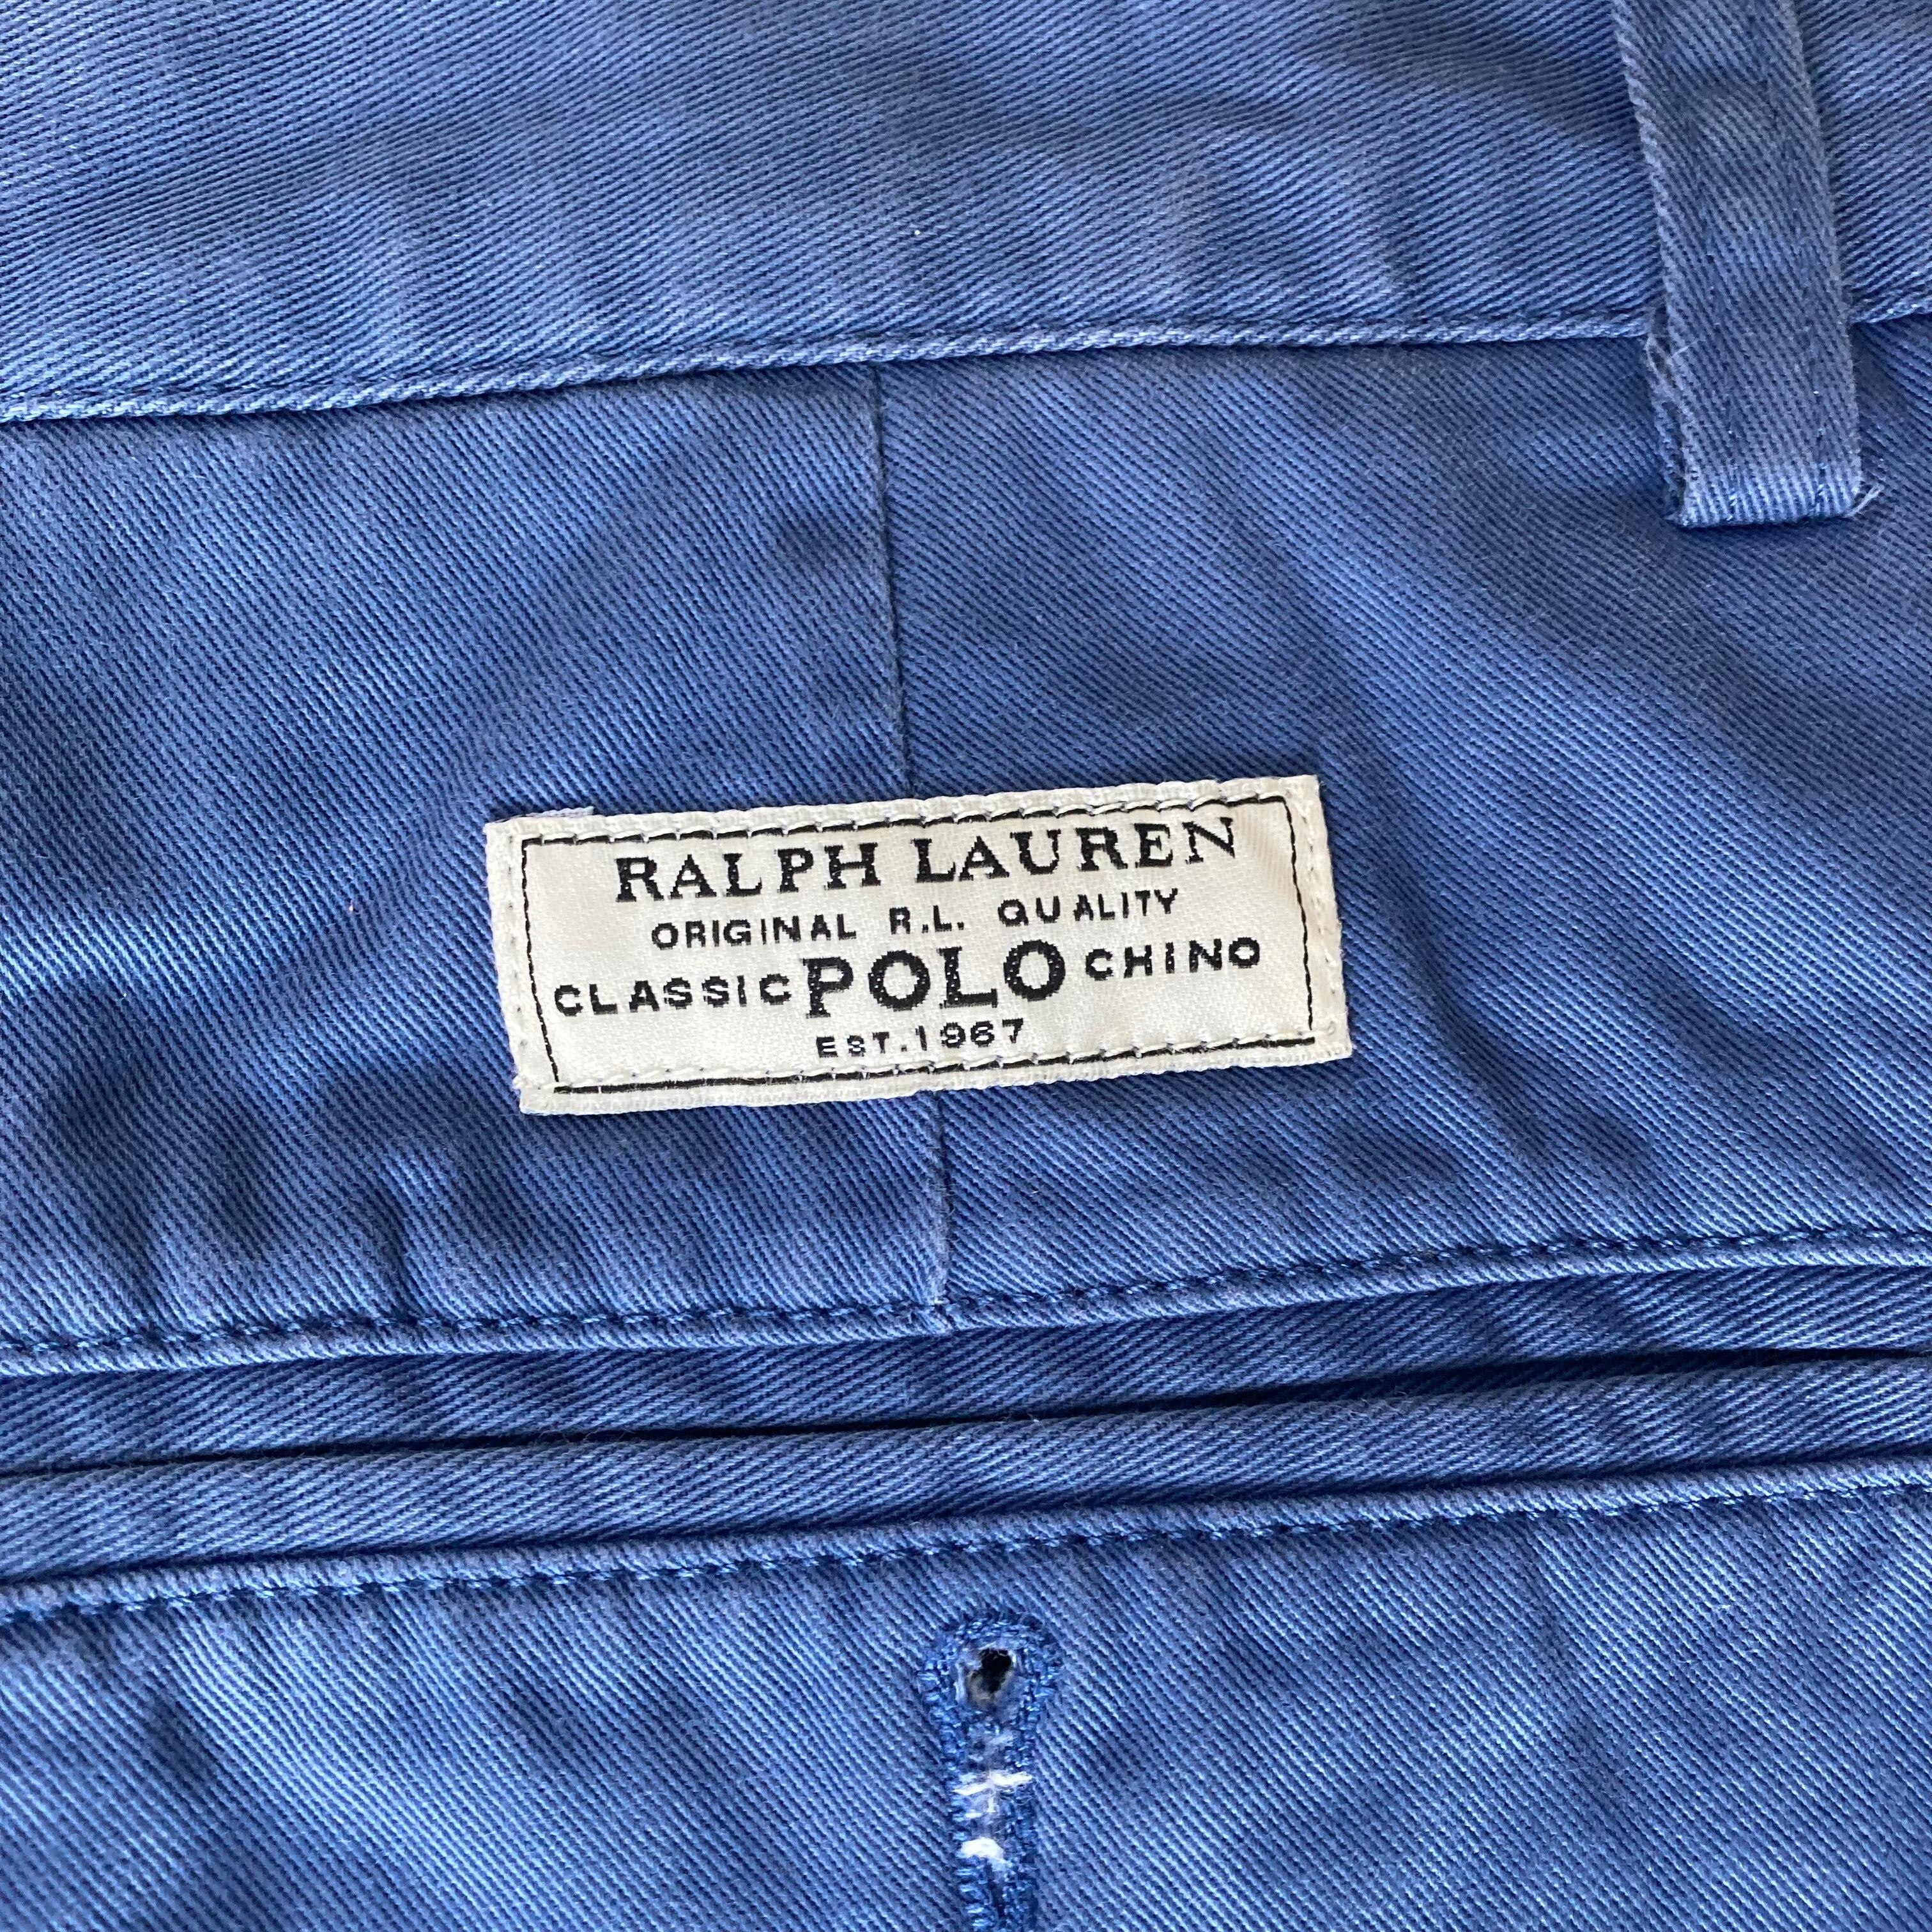 RALPH LAUREN
ORIGINAL R.L. QUALITY
CLASSIC POLO CHINO
EST. 1967